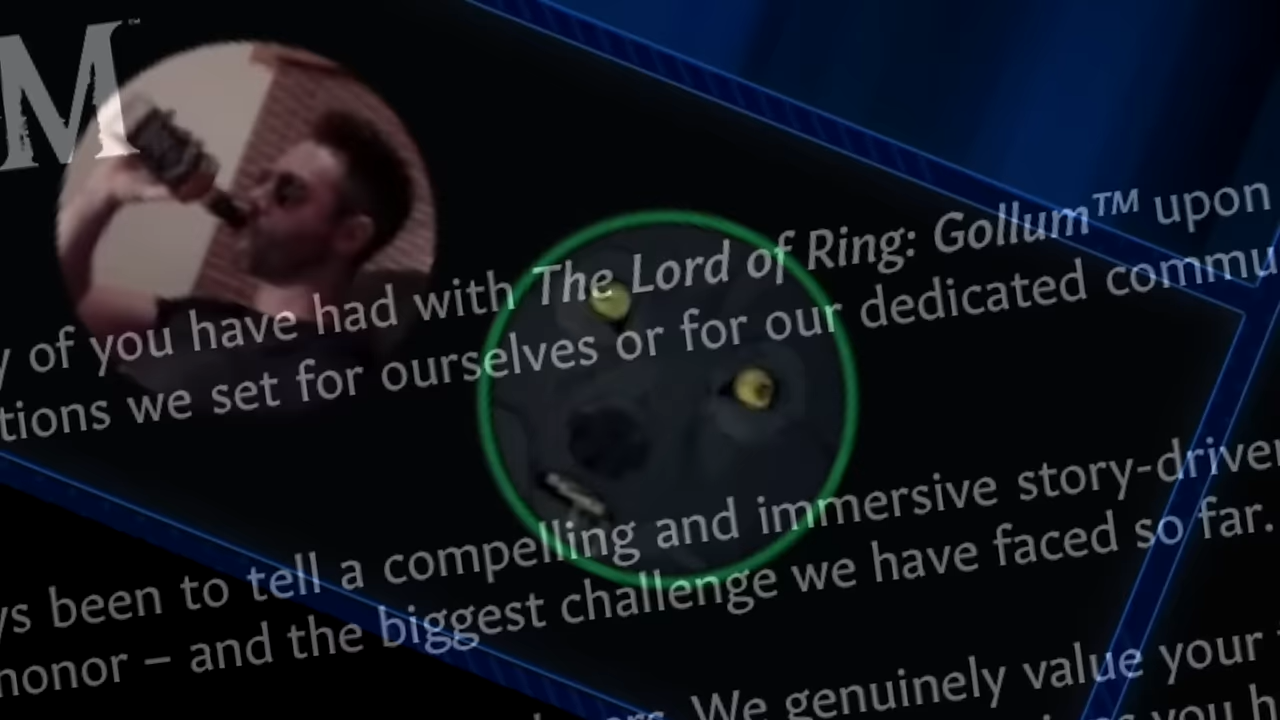 M™
of you have had with The Lord of Ring: Gollum™ upon
tions we set for ourselves or for our dedicated commu
ys been to tell a compelling and immersive story-driven
honor – and the biggest challenge we have faced so far.
We genuinely value your
you h